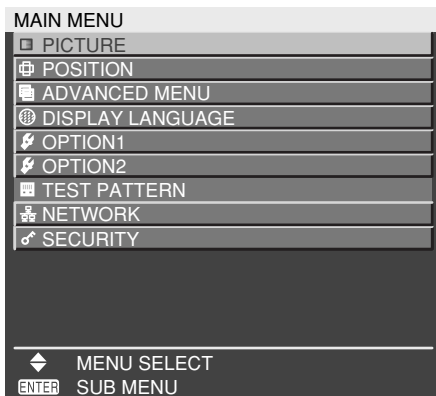 MAIN MENU
PICTURE
POSITION
ADVANCED MENU
DISPLAY LANGUAGE
OPTION1
OPTION2
TEST PATTERN
NETWORK
SECURITY
MENU SELECT
ENTER SUB MENU